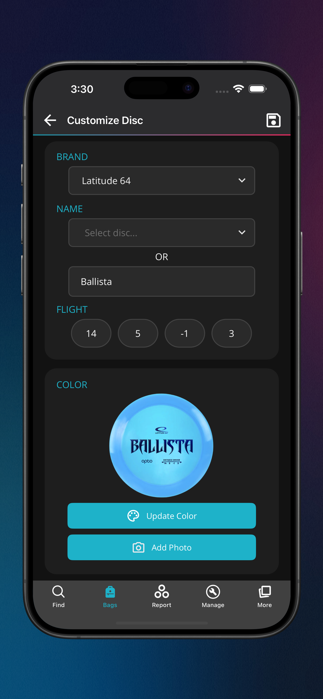 3:30
Customize Disc
BRAND
Latitude 64
NAME
Select disc...
OR
Ballista
FLIGHT
14 5 -1 3
COLOR
BALLISTA
opto
Update Color
Add Photo
Find Bags Report Manage More